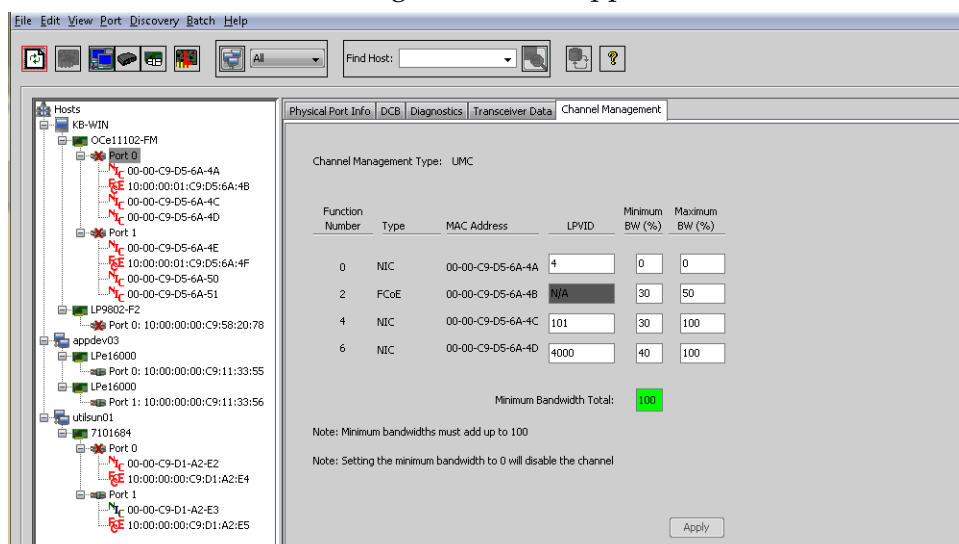 File Edit View Port Discovery Batch Help
All Find Host:
Hosts
KB-WIN
OCe11102-FM
Port 0
NIC 00-00-C9-D5-6A-4A
FCoE 10:00:00:01:C9:D5:6A:4B
NIC 00-00-C9-D5-6A-4C
NIC 00-00-C9-D5-6A-4D
Port 1
NIC 00-00-C9-D5-6A-4E
FCoE 10:00:00:01:C9:D5:6A:4F
NIC 00-00-C9-D5-6A-50
NIC 00-00-C9-D5-6A-51
LP9802-F2
Port 0: 10:00:00:00:C9:58:20:78
appdev03
LPe16000
Port 0: 10:00:00:00:C9:11:33:55
LPe16000
Port 1: 10:00:00:00:C9:11:33:56
utilsun01
7101684
Port 0
NIC 00-00-C9-D1-A2-E2
FCoE 10:00:00:00:C9:D1:A2:E4
Port 1
NIC 00-00-C9-D1-A2-E3
FCoE 10:00:00:00:C9:D1:A2:E5
Physical Port Info DCB Diagnostics Transceiver Data Channel Management
Channel Management Type: UMC
Function Minimum Maximum
Number Type MAC Address LPVID BW (%) BW (%)
0 NIC 00-00-C9-D5-6A-4A 4 0 0
2 FCoE 00-00-C9-D5-6A-4B N/A 30 50
4 NIC 00-00-C9-D5-6A-4C 101 30 100
6 NIC 00-00-C9-D5-6A-4D 4000 40 100
Minimum Bandwidth Total: 100
Note: Minimum bandwidths must add up to 100
Note: Setting the minimum bandwidth to 0 will disable the channel
Apply